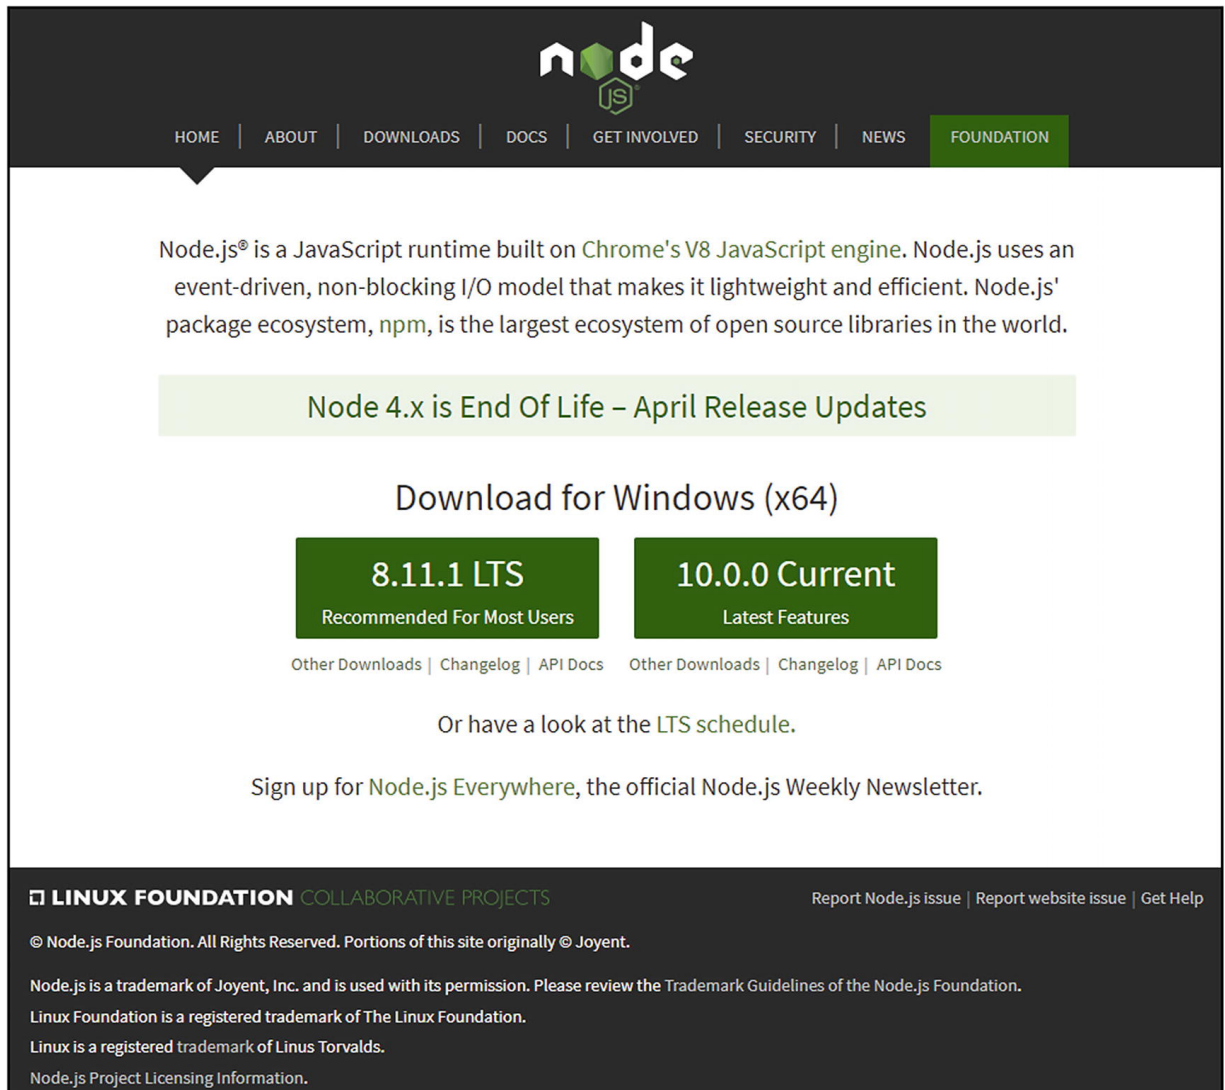 node
JS®
HOME | ABOUT | DOWNLOADS | DOCS | GET INVOLVED | SECURITY | NEWS FOUNDATION
Node.js® is a JavaScript runtime built on Chrome's V8 JavaScript engine. Node.js uses an
event-driven, non-blocking I/O model that makes it lightweight and efficient. Node.js'
package ecosystem, npm, is the largest ecosystem of open source libraries in the world.
Node 4.x is End Of Life – April Release Updates
Download for Windows (x64)
8.11.1 LTS
Recommended For Most Users
Other Downloads | Changelog | API Docs
10.0.0 Current
Latest Features
Other Downloads | Changelog | API Docs
Or have a look at the LTS schedule.
Sign up for Node.js Everywhere, the official Node.js Weekly Newsletter.
LINUX FOUNDATION COLLABORATIVE PROJECTS
Report Node.js issue | Report website issue | Get Help
© Node.js Foundation. All Rights Reserved. Portions of this site originally © Joyent.
Node.js is a trademark of Joyent, Inc. and is used with its permission. Please review the Trademark Guidelines of the Node.js Foundation.
Linux Foundation is a registered trademark of The Linux Foundation.
Linux is a registered trademark of Linus Torvalds.
Node.js Project Licensing Information.